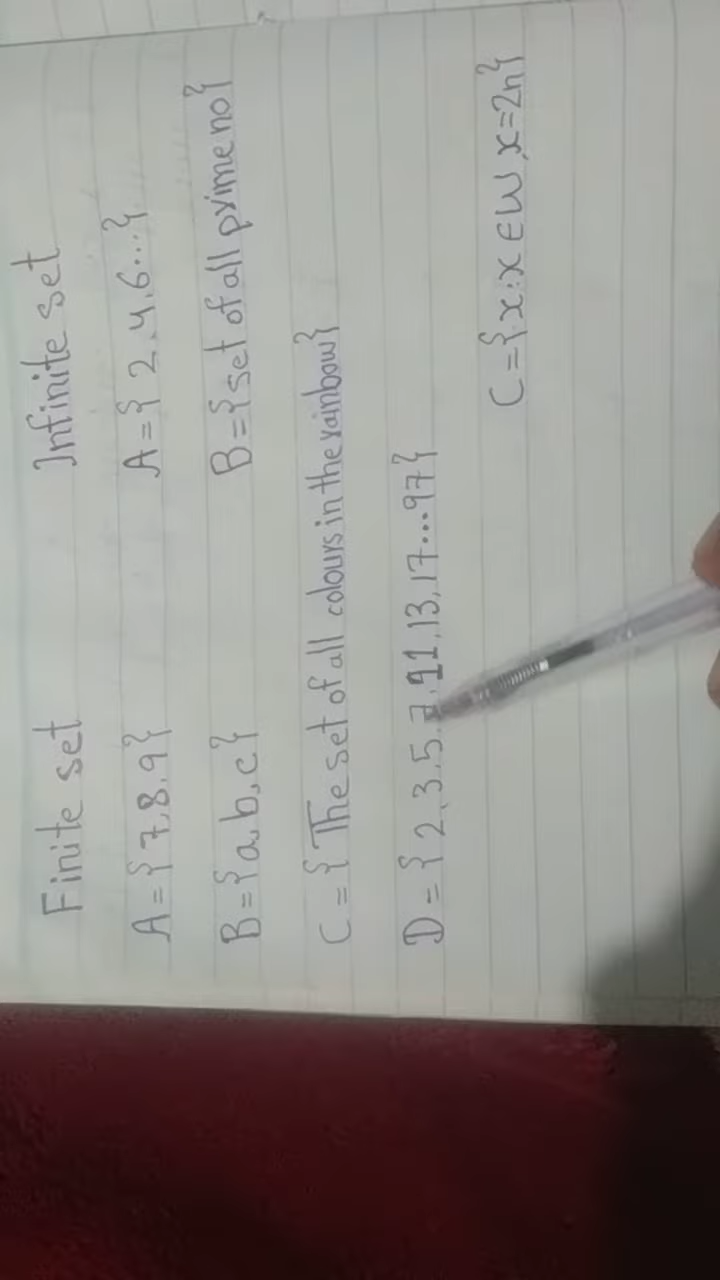 Finite set Infinite set
A={7,8,9} A={2,4,6...}
B={a,b,c} B={set of all prime no}
C={The set of all colours in the rainbow}
D={2,3,5,7,11,13,17...97}
C={x:x∈W,x=2n}